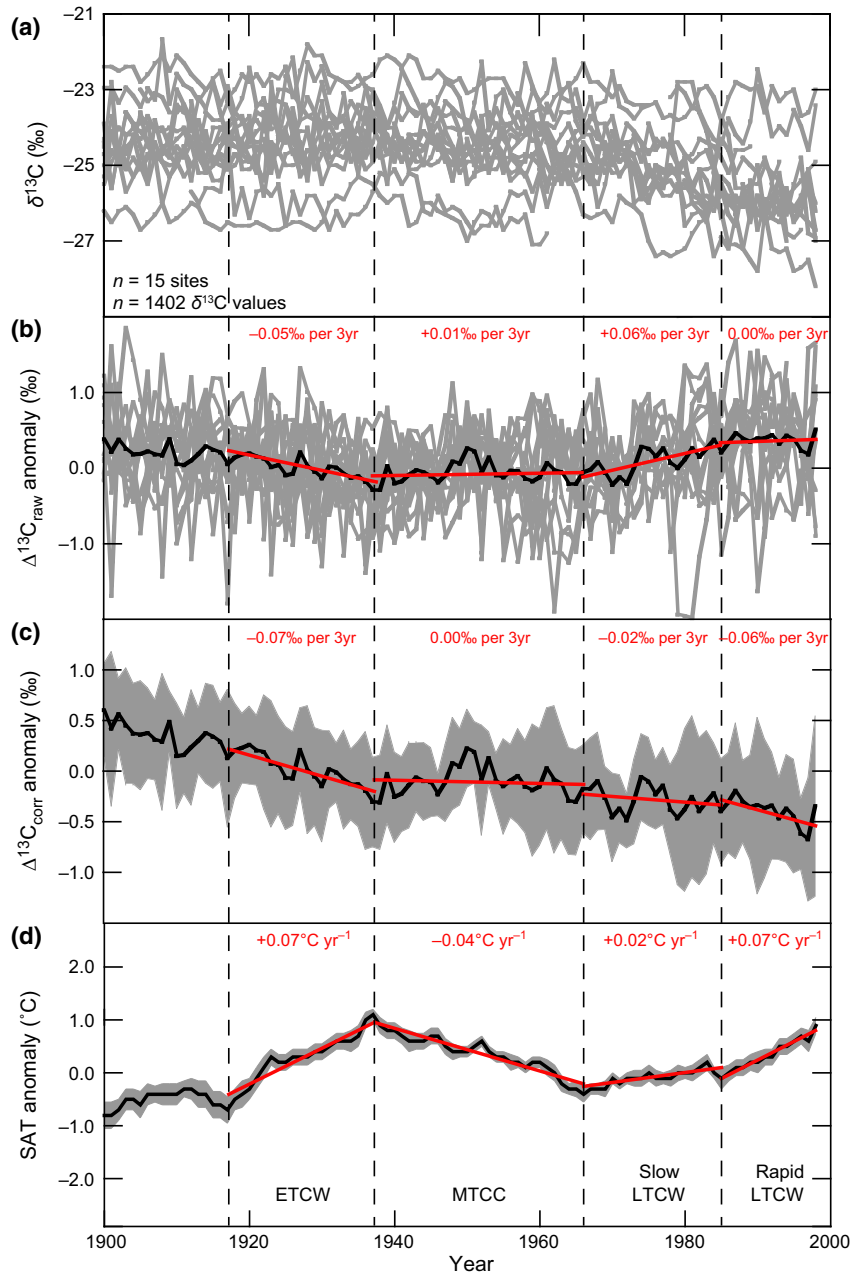 (a)
−21
−23
−25
−27
δ¹³C (‰)
n = 15 sites
n = 1402 δ¹³C values
(b)
−0.05‰ per 3yr
+0.01‰ per 3yr
+0.06‰ per 3yr
0.00‰ per 3yr
1.0
0.0
−1.0
Δ¹³Craw anomaly (‰)
(c)
−0.07‰ per 3yr
0.00‰ per 3yr
−0.02‰ per 3yr
−0.06‰ per 3yr
1.0
0.5
0.0
−0.5
−1.0
Δ¹³Ccorr anomaly (‰)
(d)
+0.07°C yr⁻¹
−0.04°C yr⁻¹
+0.02°C yr⁻¹
+0.07°C yr⁻¹
2.0
1.0
0.0
−1.0
−2.0
SAT anomaly (°C)
ETCW
MTCC
Slow
LTCW
Rapid
LTCW
1900
1920
1940
1960
1980
2000
Year